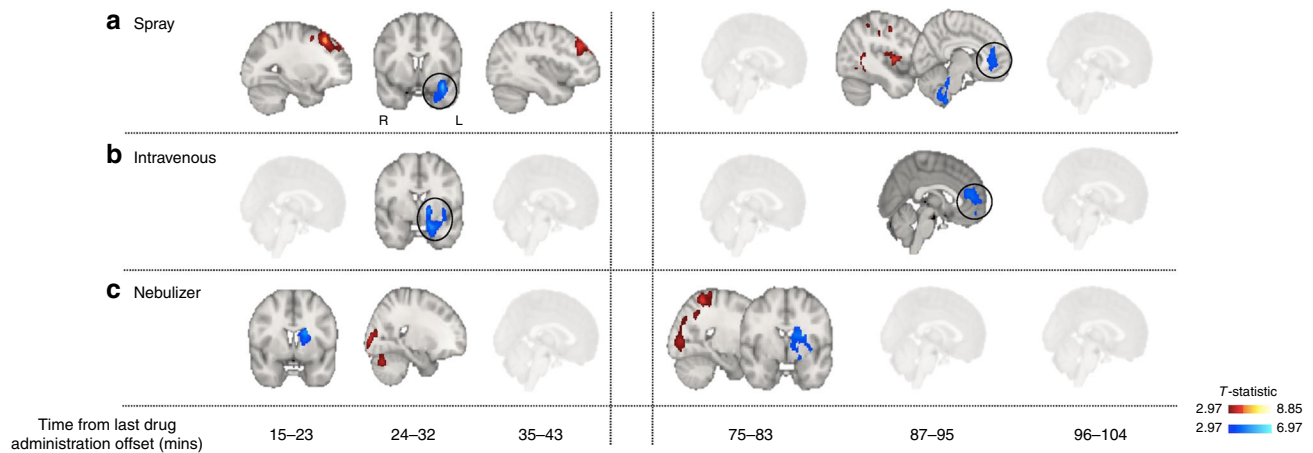 a Spray
R L
b Intravenous
c Nebulizer
T-statistic
2.97 8.85
2.97 6.97
Time from last drug
administration offset (mins)
15–23 24–32 35–43 75–83 87–95 96–104